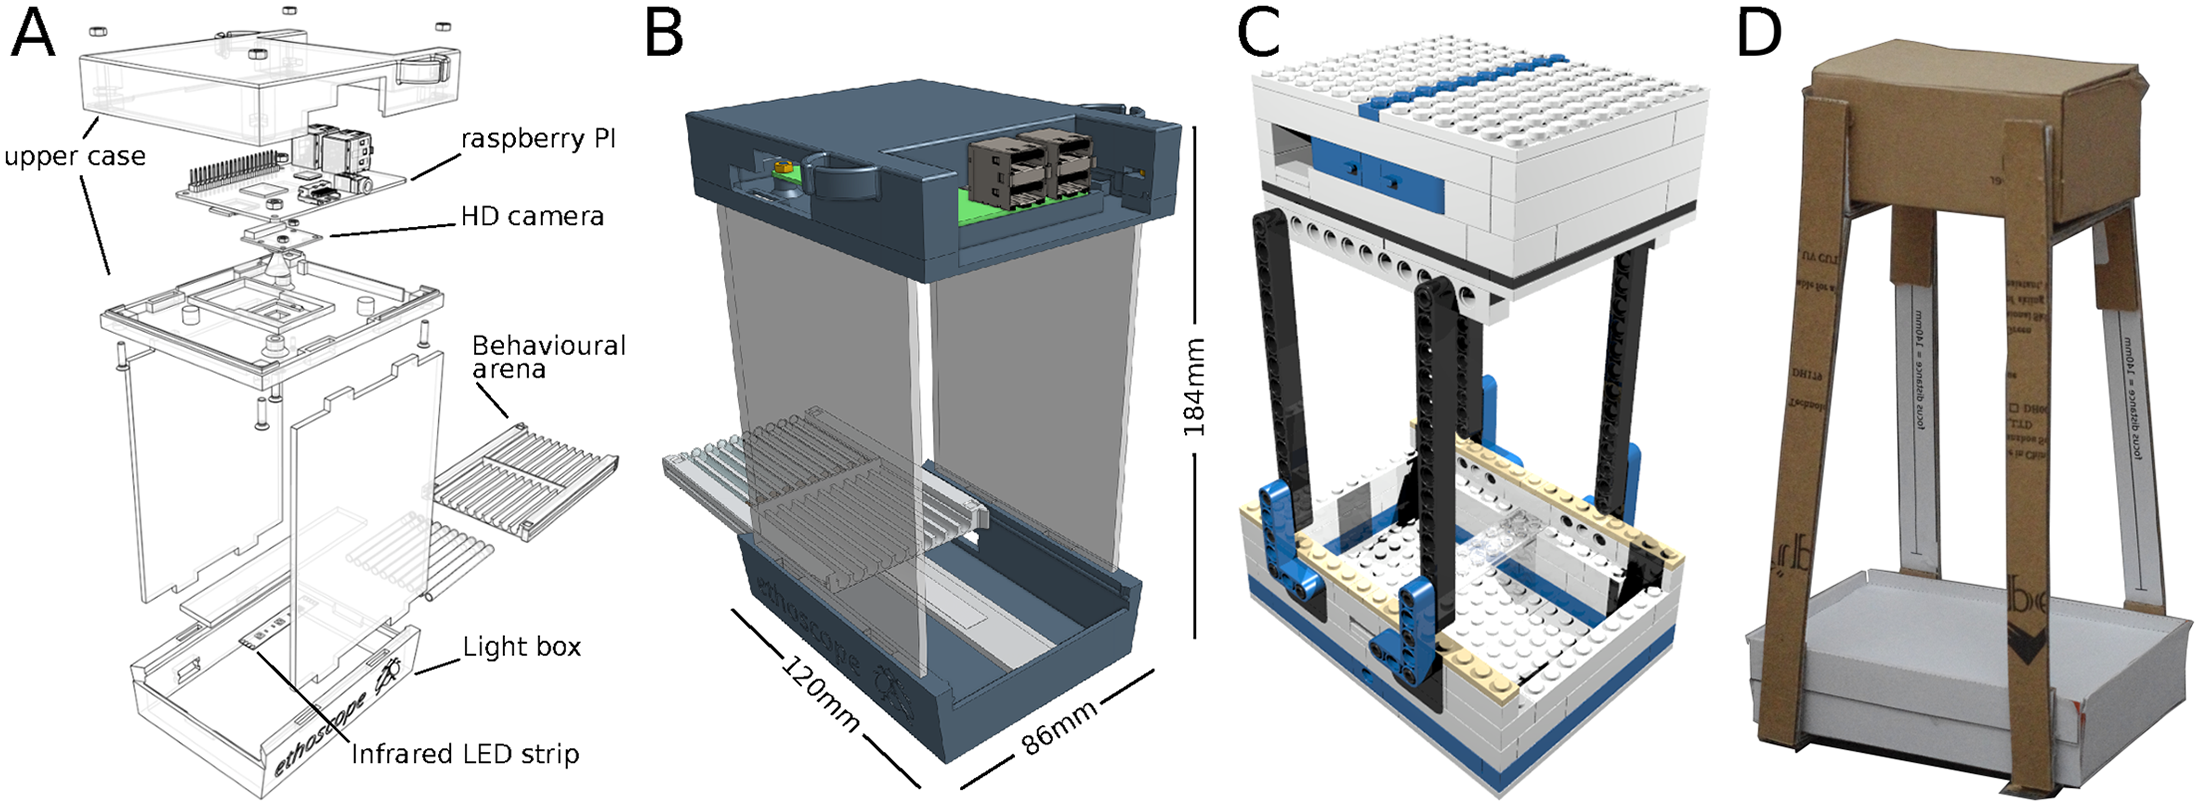 A
upper case
raspberry PI
HD camera
Behavioural
arena
Light box
Infrared LED strip
ethoscope
B
184mm
120mm
86mm
ethoscope
C
D
focus distance = 140mm
focus distance = 140mm
DH179